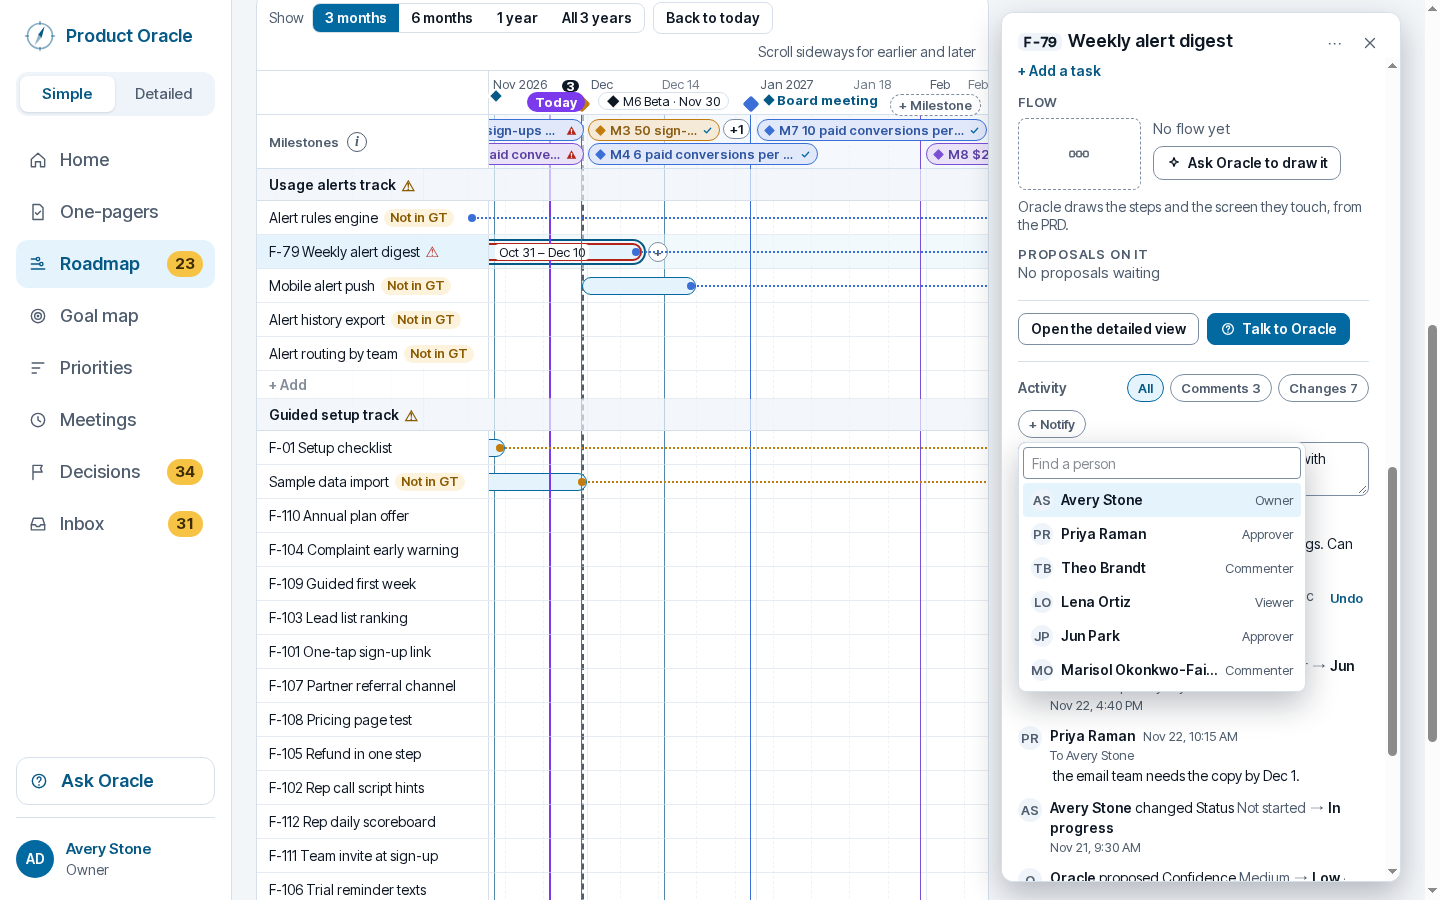 Product Oracle
Simple
Detailed
Home
One-pagers
Roadmap 23
Goal map
Priorities
Meetings
Decisions 34
Inbox 31
Ask Oracle
AD
Avery Stone
Owner
Show 3 months 6 months 1 year All 3 years Back to today
Scroll sideways for earlier and later
Nov 2026 3 Dec Dec 14 Jan 2027 Jan 18 Feb Feb
Today M6 Beta · Nov 30 Board meeting + Milestone
Milestones i
sign-ups ... M3 50 sign-... +1 M7 10 paid conversions per...
aid conve... M4 6 paid conversions per ... M8 $2
Usage alerts track
Alert rules engine Not in GT
F-79 Weekly alert digest Oct 31 – Dec 10
Mobile alert push Not in GT
Alert history export Not in GT
Alert routing by team Not in GT
+ Add
Guided setup track
F-01 Setup checklist
Sample data import Not in GT
F-110 Annual plan offer
F-104 Complaint early warning
F-109 Guided first week
F-103 Lead list ranking
F-101 One-tap sign-up link
F-107 Partner referral channel
F-108 Pricing page test
F-105 Refund in one step
F-102 Rep call script hints
F-112 Rep daily scoreboard
F-111 Team invite at sign-up
F-106 Trial reminder texts
F-79 Weekly alert digest
+ Add a task
FLOW
No flow yet
Ask Oracle to draw it
Oracle draws the steps and the screen they touch, from
the PRD.
PROPOSALS ON IT
No proposals waiting
Open the detailed view
Talk to Oracle
Activity All Comments 3 Changes 7
+ Notify
Find a person
with
AS Avery Stone Owner
PR Priya Raman Approver
gs. Can
TB Theo Brandt Commenter
LO Lena Ortiz Viewer
c Undo
JP Jun Park Approver
MO Marisol Okonkwo-Fai... Commenter
→ Jun
Nov 22, 4:40 PM
PR Priya Raman Nov 22, 10:15 AM
To Avery Stone
the email team needs the copy by Dec 1.
AS Avery Stone changed Status Not started → In
progress
Nov 21, 9:30 AM
Oracle proposed Confidence Medium → Low ·